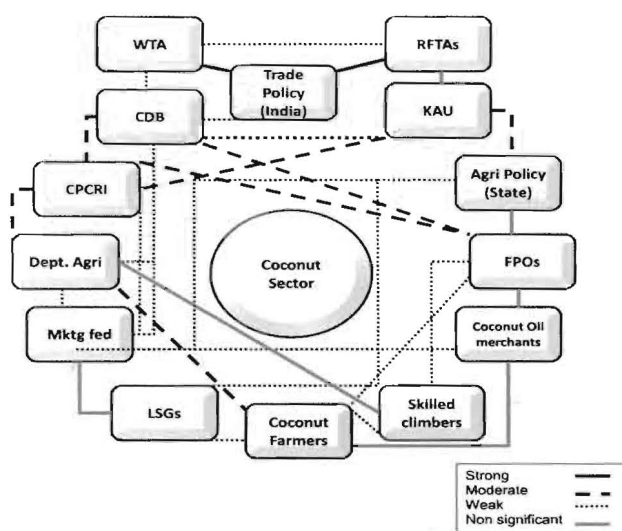 WTA
RFTAs
Trade
Policy
(India)
CDB
KAU
CPCRI
Agri Policy
(State)
Dept. Agri
Coconut
Sector
FPOs
Mktg fed
Coconut Oil
merchants
LSGs
Coconut
Farmers
Skilled
climbers
Strong
Moderate
Weak
Non significant